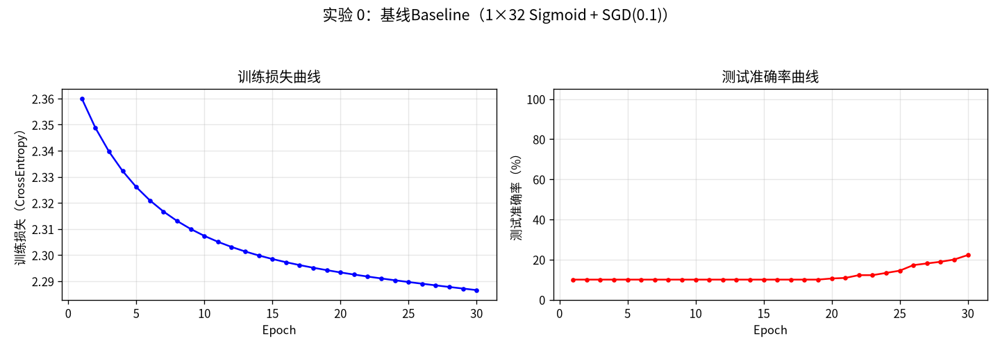 实验 0：基线Baseline（1×32 Sigmoid + SGD(0.1)）
训练损失曲线
训练损失（CrossEntropy）
2.36
2.35
2.34
2.33
2.32
2.31
2.30
2.29
0 5 10 15 20 25 30
Epoch
测试准确率曲线
测试准确率（%）
100
80
60
40
20
0
0 5 10 15 20 25 30
Epoch